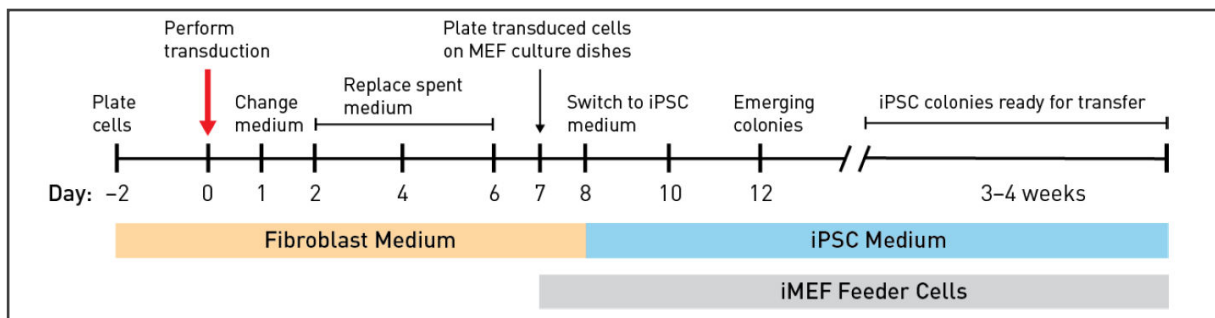 Perform
transduction
Plate transduced cells
on MEF culture dishes
Plate
cells
Change
medium
Replace spent
medium
Switch to iPSC
medium
Emerging
colonies
iPSC colonies ready for transfer
Day: –2 0 1 2 4 6 7 8 10 12 3–4 weeks
Fibroblast Medium
iPSC Medium
iMEF Feeder Cells